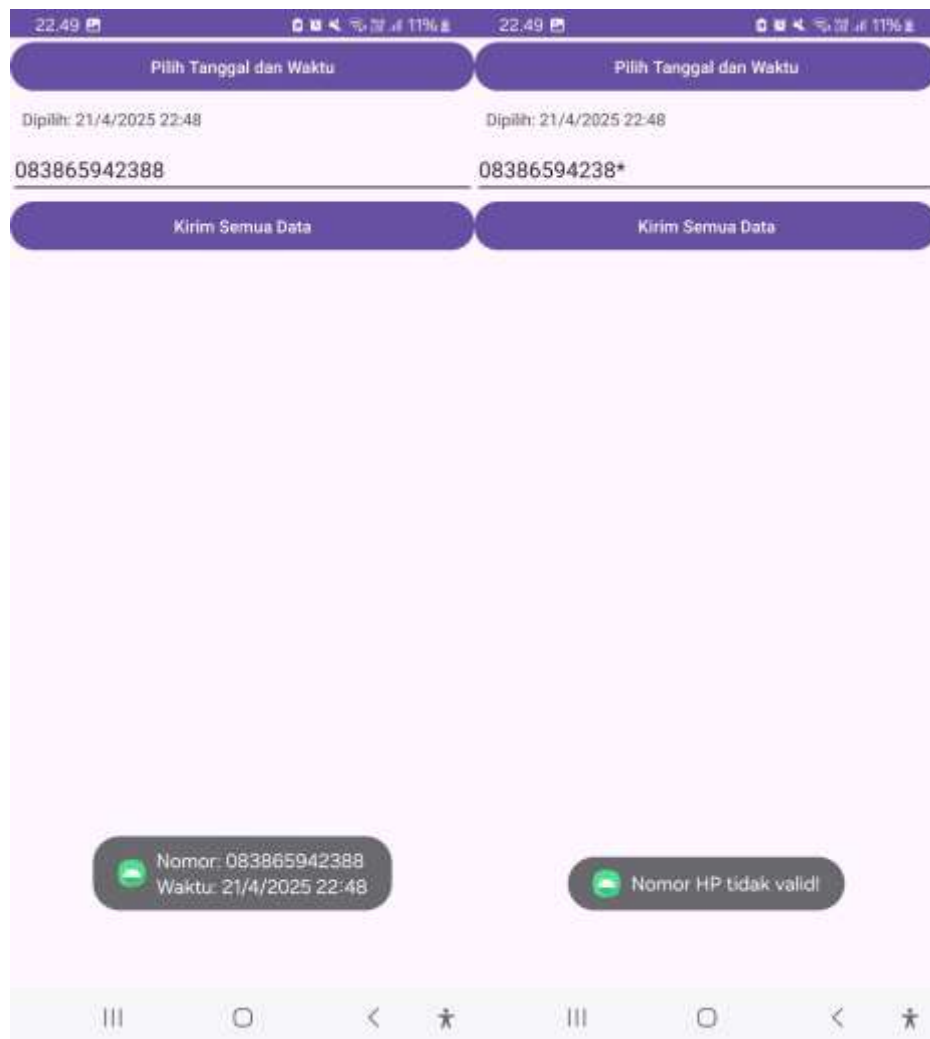 22.49
11%
Pilih Tanggal dan Waktu
Dipilih: 21/4/2025 22:48
083865942388
Kirim Semua Data
Nomor: 083865942388
Waktu: 21/4/2025 22:48
22.49
11%
Pilih Tanggal dan Waktu
Dipilih: 21/4/2025 22:48
08386594238*
Kirim Semua Data
Nomor HP tidak valid!